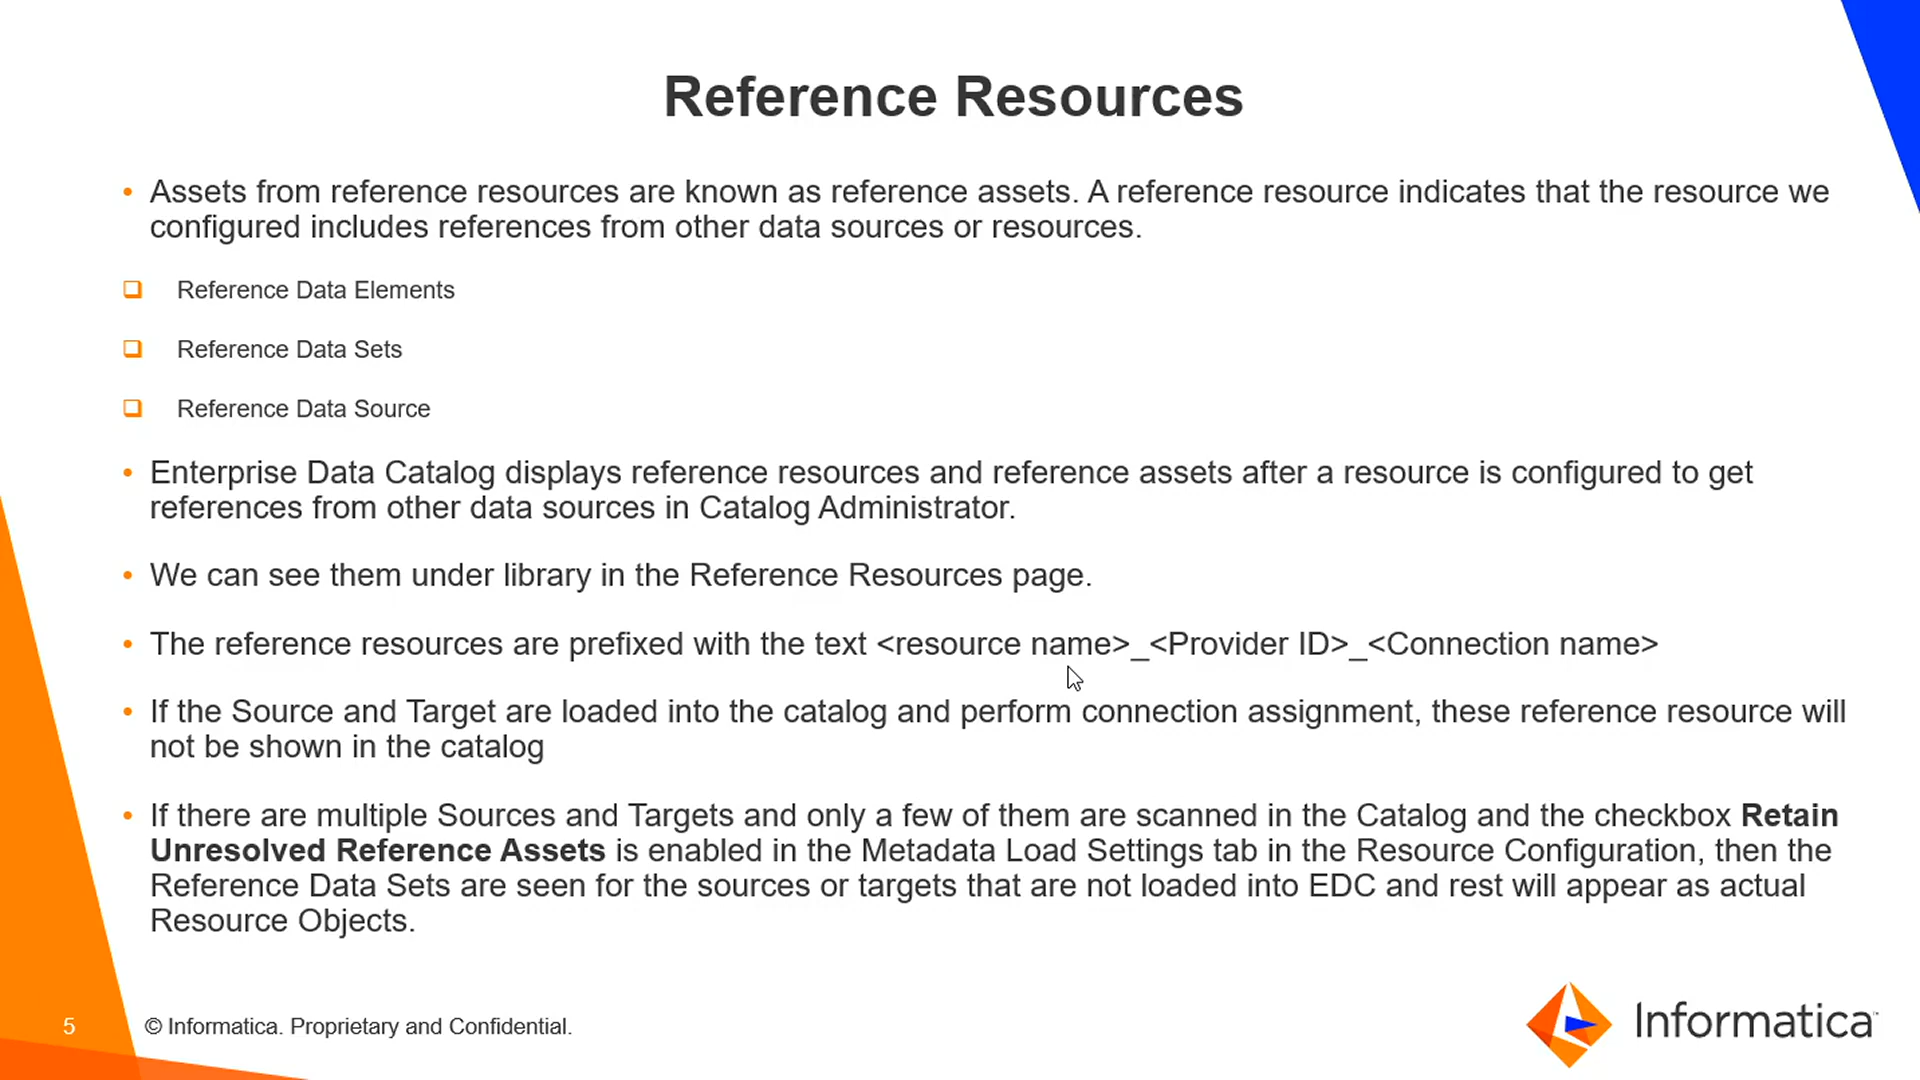 Reference Resources
• Assets from reference resources are known as reference assets. A reference resource indicates that the resource we
configured includes references from other data sources or resources.
❑ Reference Data Elements
❑ Reference Data Sets
❑ Reference Data Source
• Enterprise Data Catalog displays reference resources and reference assets after a resource is configured to get
references from other data sources in Catalog Administrator.
• We can see them under library in the Reference Resources page.
• The reference resources are prefixed with the text <resource name>_<Provider ID>_<Connection name>
• If the Source and Target are loaded into the catalog and perform connection assignment, these reference resource will
not be shown in the catalog
• If there are multiple Sources and Targets and only a few of them are scanned in the Catalog and the checkbox Retain
Unresolved Reference Assets is enabled in the Metadata Load Settings tab in the Resource Configuration, then the
Reference Data Sets are seen for the sources or targets that are not loaded into EDC and rest will appear as actual
Resource Objects.
5 © Informatica. Proprietary and Confidential.
Informatica™